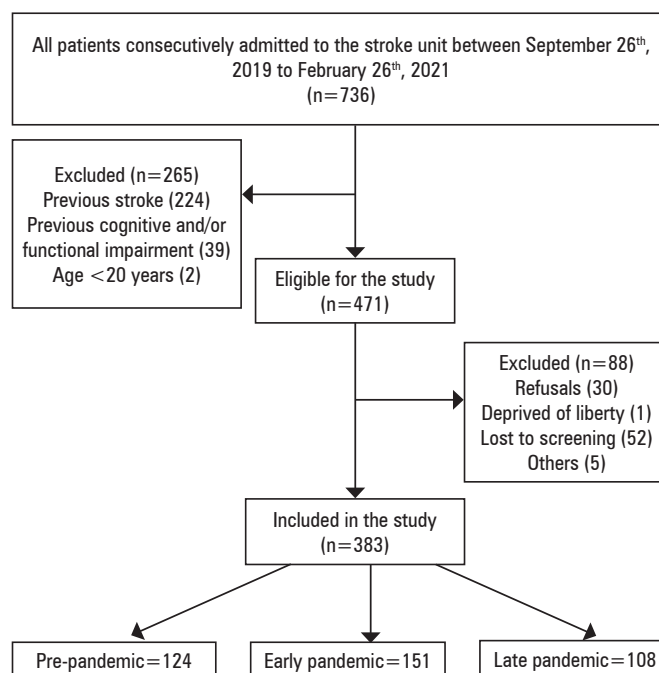 All patients consecutively admitted to the stroke unit between September 26th,
2019 to February 26th, 2021
(n=736)
Excluded (n=265)
Previous stroke (224)
Previous cognitive and/or
functional impairment (39)
Age <20 years (2)
Eligible for the study
(n=471)
Excluded (n=88)
Refusals (30)
Deprived of liberty (1)
Lost to screening (52)
Others (5)
Included in the study
(n=383)
Pre-pandemic=124
Early pandemic=151
Late pandemic=108